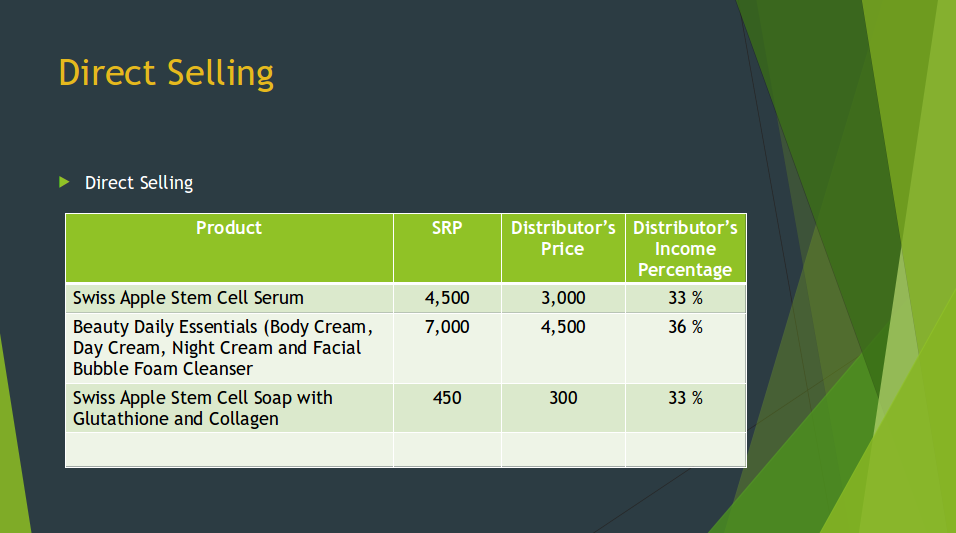 Direct Selling
Direct Selling
Product SRP Distributor’s Price Distributor’s Income Percentage
Swiss Apple Stem Cell Serum 4,500 3,000 33 %
Beauty Daily Essentials (Body Cream, 7,000 4,500 36 %
Day Cream, Night Cream and Facial
Bubble Foam Cleanser
Swiss Apple Stem Cell Soap with 450 300 33 %
Glutathione and Collagen